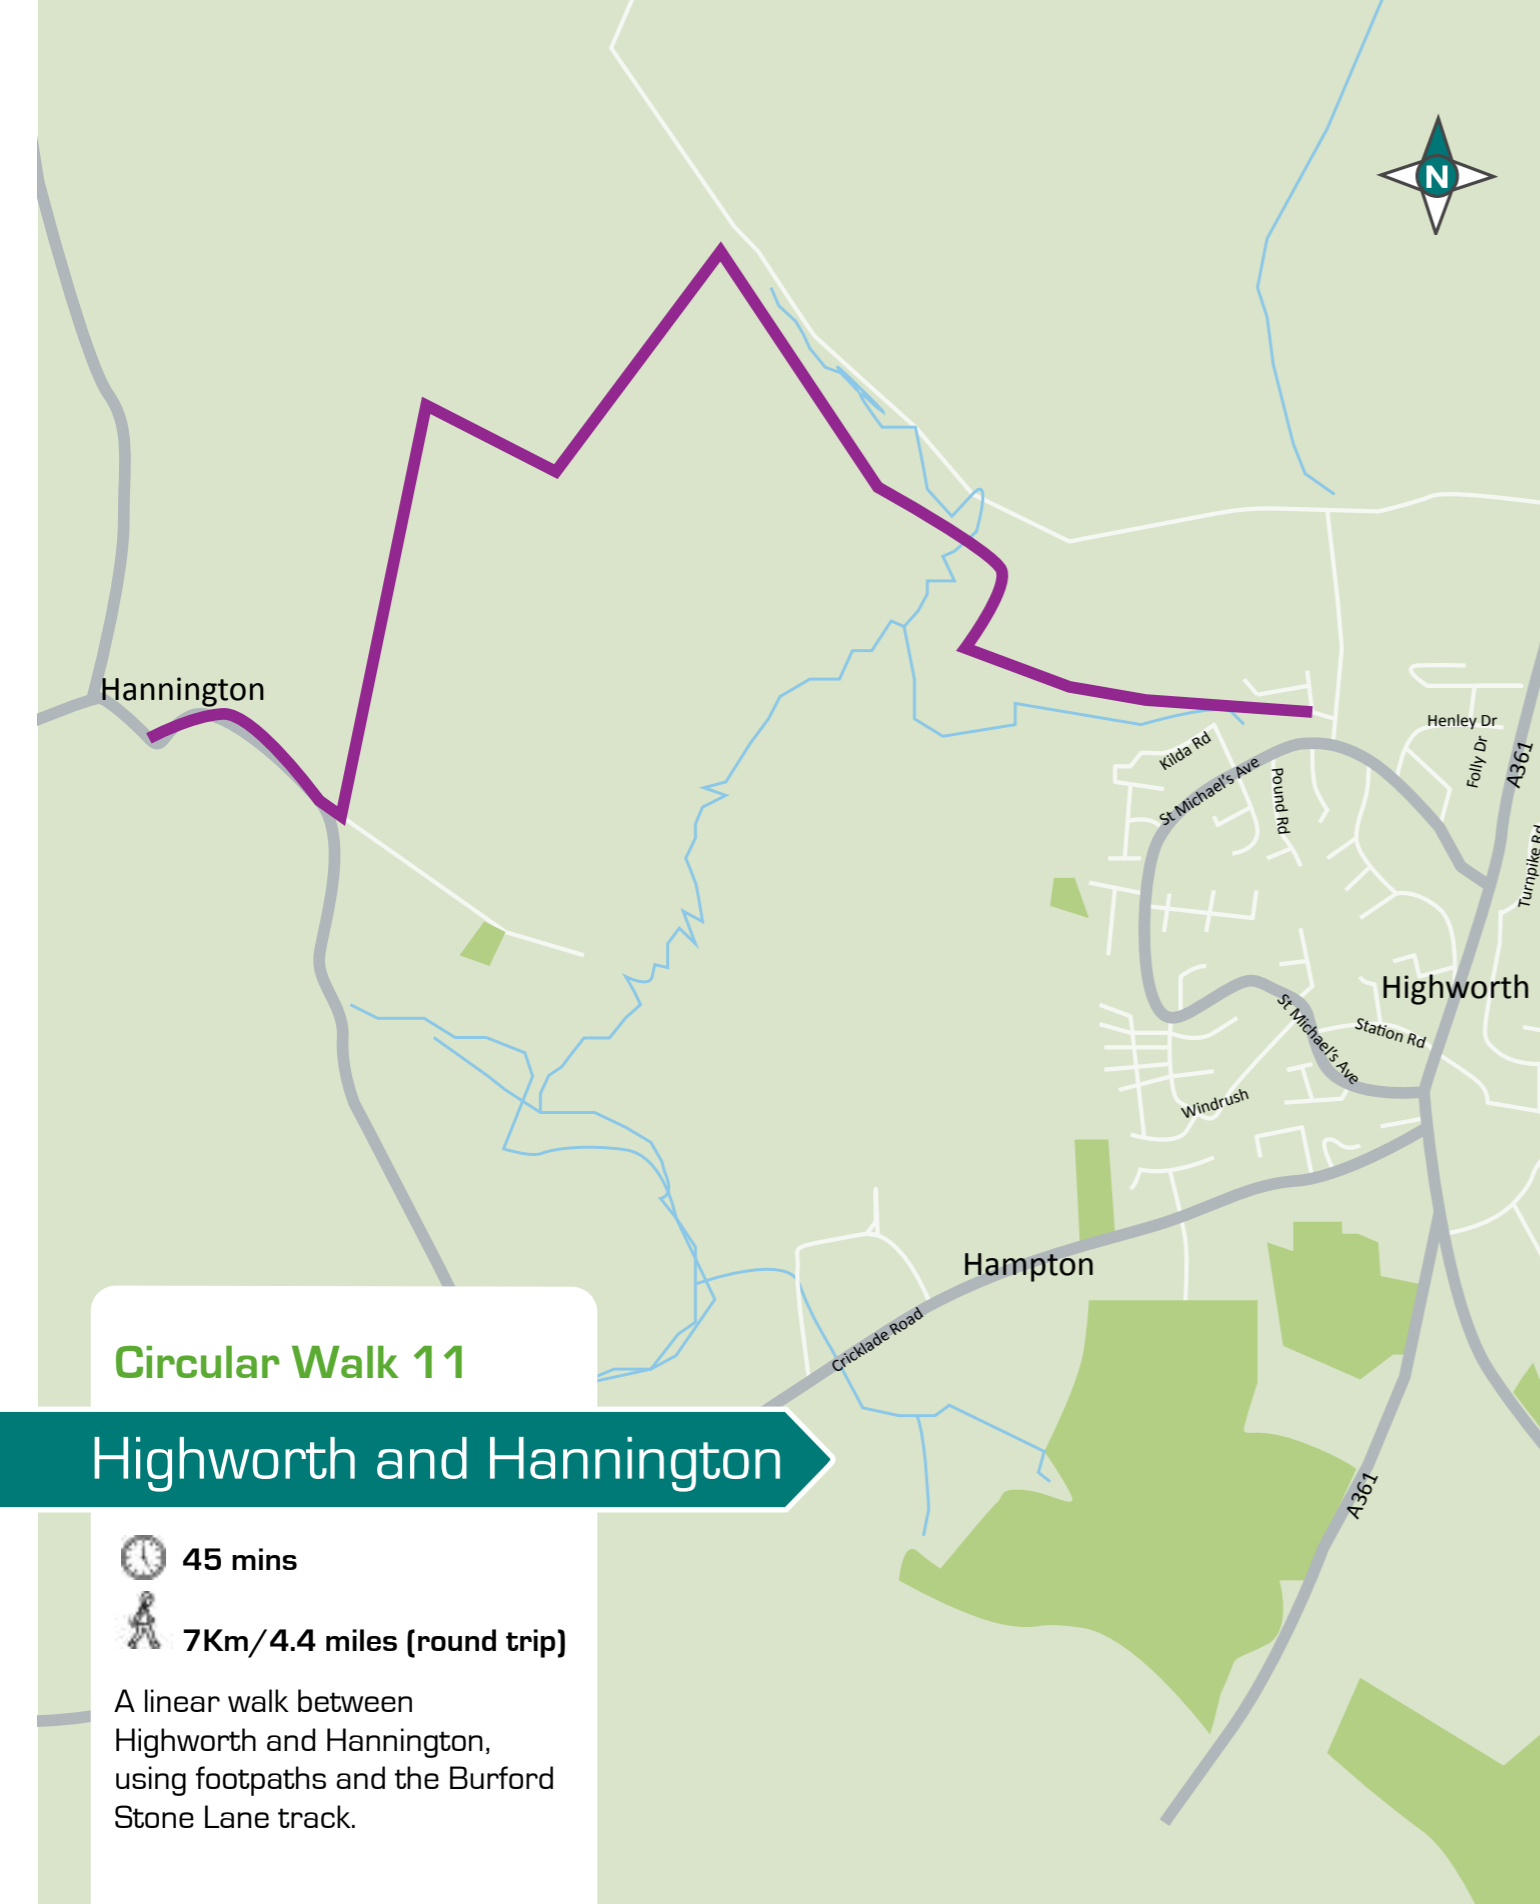 N
Hannington
Henley Dr
Folly Dr
A361
Kilda Rd
St Michael's Ave
Pound Rd
Turnpike Rd
Highworth
St Michael's Ave
Station Rd
Windrush
Hampton
Cricklade Road
A361
Circular Walk 11
Highworth and Hannington
45 mins
7Km/4.4 miles (round trip)
A linear walk between
Highworth and Hannington,
using footpaths and the Burford
Stone Lane track.